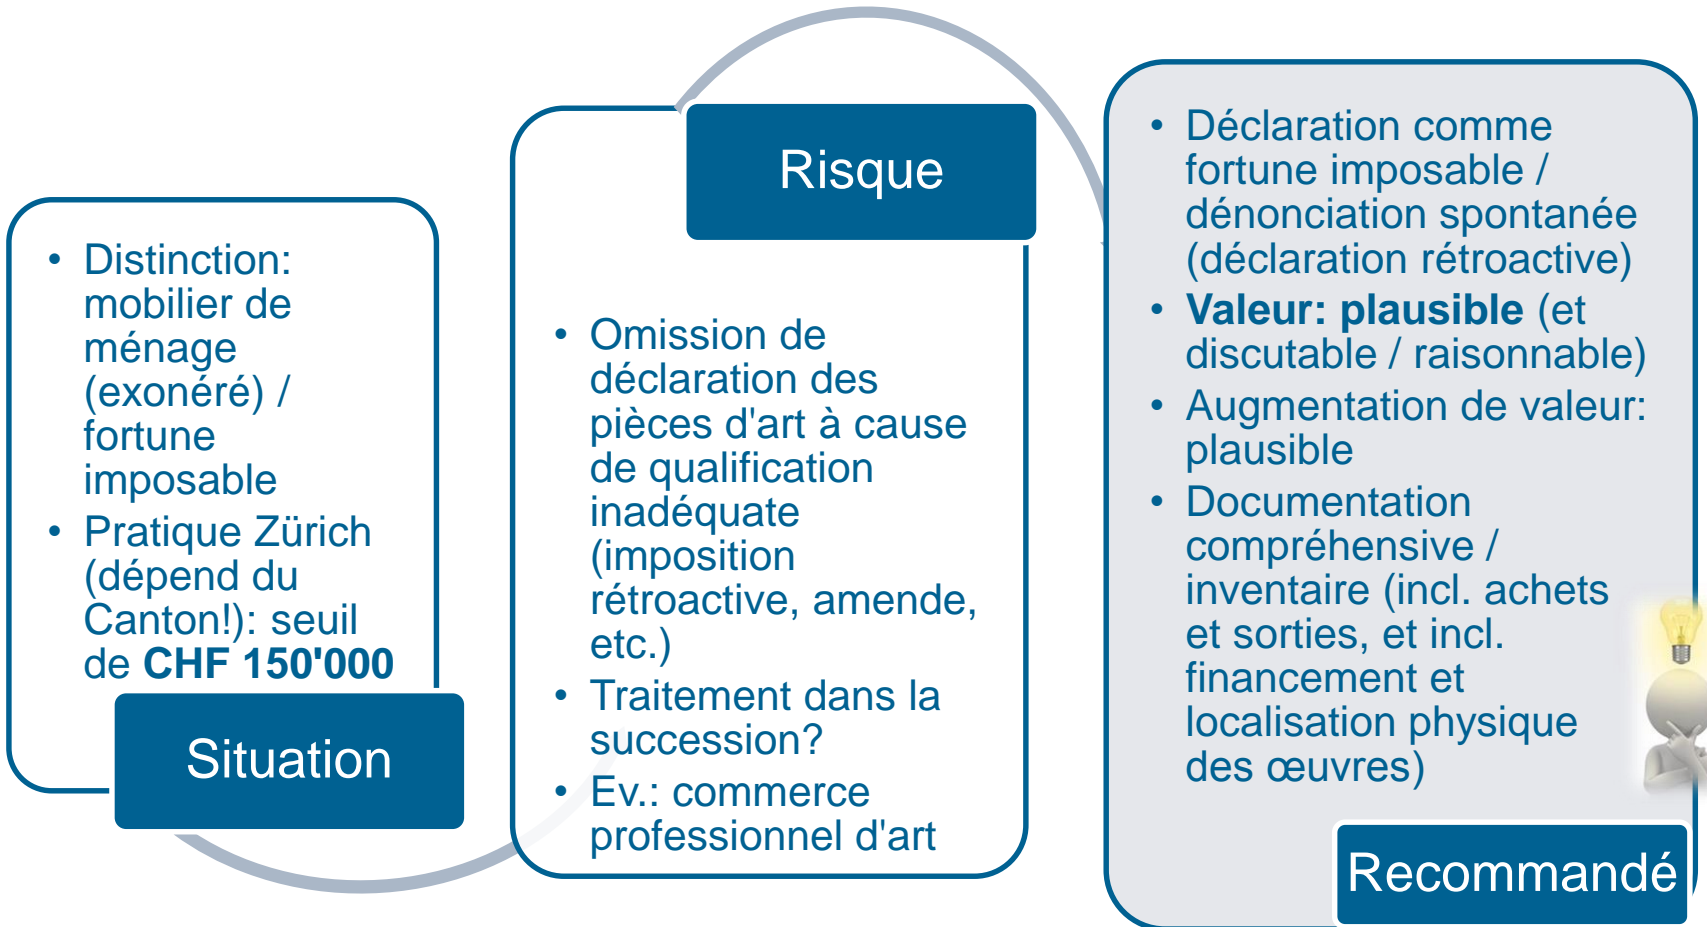 • Distinction:
mobilier de
ménage
(exonéré) /
fortune
imposable
• Pratique Zürich
(dépend du
Canton!): seuil
de CHF 150'000
Situation
Risque
• Omission de
déclaration des
pièces d'art à cause
de qualification
inadéquate
(imposition
rétroactive, amende,
etc.)
• Traitement dans la
succession?
• Ev.: commerce
professionnel d'art
• Déclaration comme
fortune imposable /
dénonciation spontanée
(déclaration rétroactive)
• Valeur: plausible (et
discutable / raisonnable)
• Augmentation de valeur:
plausible
• Documentation
compréhensive /
inventaire (incl. achets
et sorties, et incl.
financement et
localisation physique
des œuvres)
Recommandé